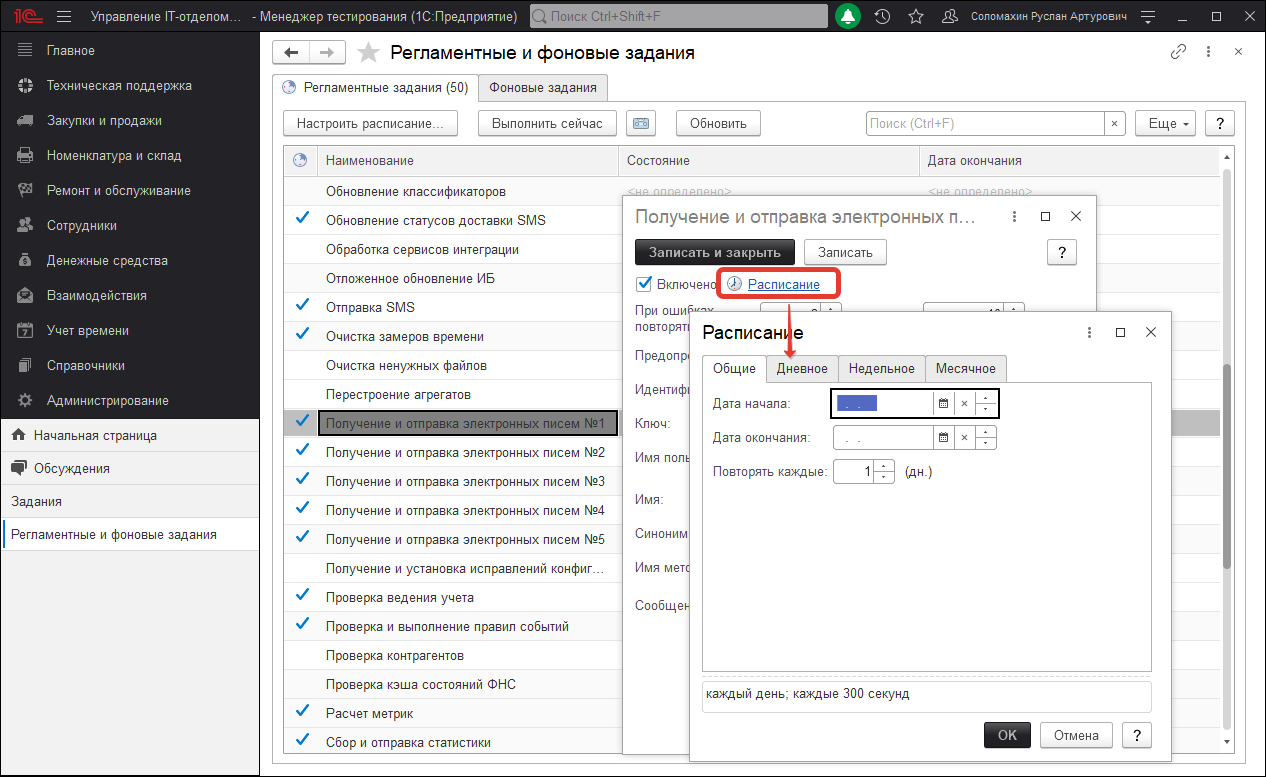 1С Управление IT-отделом... - Менеджер тестирования (1С:Предприятие) Поиск Ctrl+Shift+F Соломахин Руслан Артурович
Главное
Техническая поддержка
Закупки и продажи
Номенклатура и склад
Ремонт и обслуживание
Сотрудники
Денежные средства
Взаимодействия
Учет времени
Справочники
Администрирование
Начальная страница
Обсуждения
Задания
Регламентные и фоновые задания
Регламентные и фоновые задания
Регламентные задания (50) Фоновые задания
Настроить расписание... Выполнить сейчас Обновить Поиск (Ctrl+F) × Еще ?
Наименование Состояние Дата окончания
Обновление классификаторов <не определено> <не определено>
Обновление статусов доставки SMS
Обработка сервисов интеграции
Отложенное обновление ИБ
Отправка SMS
Очистка замеров времени
Очистка ненужных файлов
Перестроение агрегатов
Получение и отправка электронных писем №1
Получение и отправка электронных писем №2
Получение и отправка электронных писем №3
Получение и отправка электронных писем №4
Получение и отправка электронных писем №5
Получение и установка исправлений конфиг...
Проверка ведения учета
Проверка и выполнение правил событий
Проверка контрагентов
Проверка кэша состояний ФНС
Расчет метрик
Сбор и отправка статистики
Получение и отправка электронных п...
Записать и закрыть Записать ?
Включено Расписание
При ошибках
повторять
Предопр
Идентифи
Ключ:
Имя поль
Имя:
Синоним
Имя мето
Сообщен
Расписание
Общие Дневное Недельное Месячное
Дата начала: . .
Дата окончания: . .
Повторять каждые: 1 (дн.)
каждый день; каждые 300 секунд
ОК Отмена ?